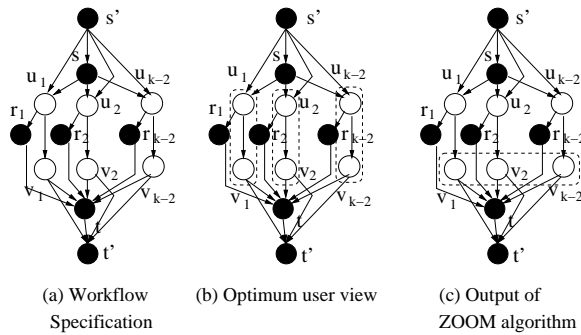 s' s' s'
s s s
u1 u2 uk-2 u1 u2 uk-2 u1 u2 uk-2
r1 r2 rk-2 r1 r2 rk-2 r1 r2 rk-2
v1 v2 vk-2 v1 v2 vk-2 v1 v2 vk-2
t t t
t' t' t'
(a) Workflow
Specification
(b) Optimum user view
(c) Output of
ZOOM algorithm